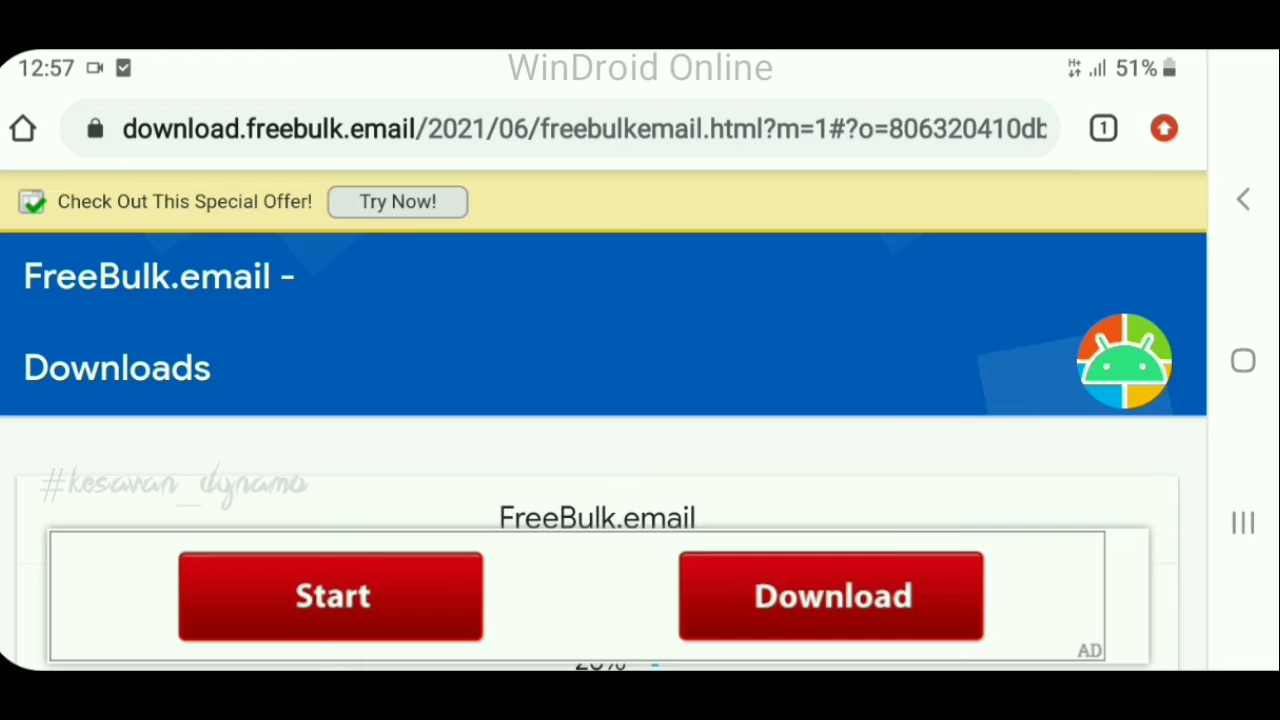 WinDroid Online
12:57
H+ 51%
download.freebulk.email/2021/06/freebulkemail.html?m=1#?o=806320410db
1
Check Out This Special Offer! Try Now!
FreeBulk.email -
Downloads
#kesavan_dynamo
FreeBulk.email
Start Download
AD